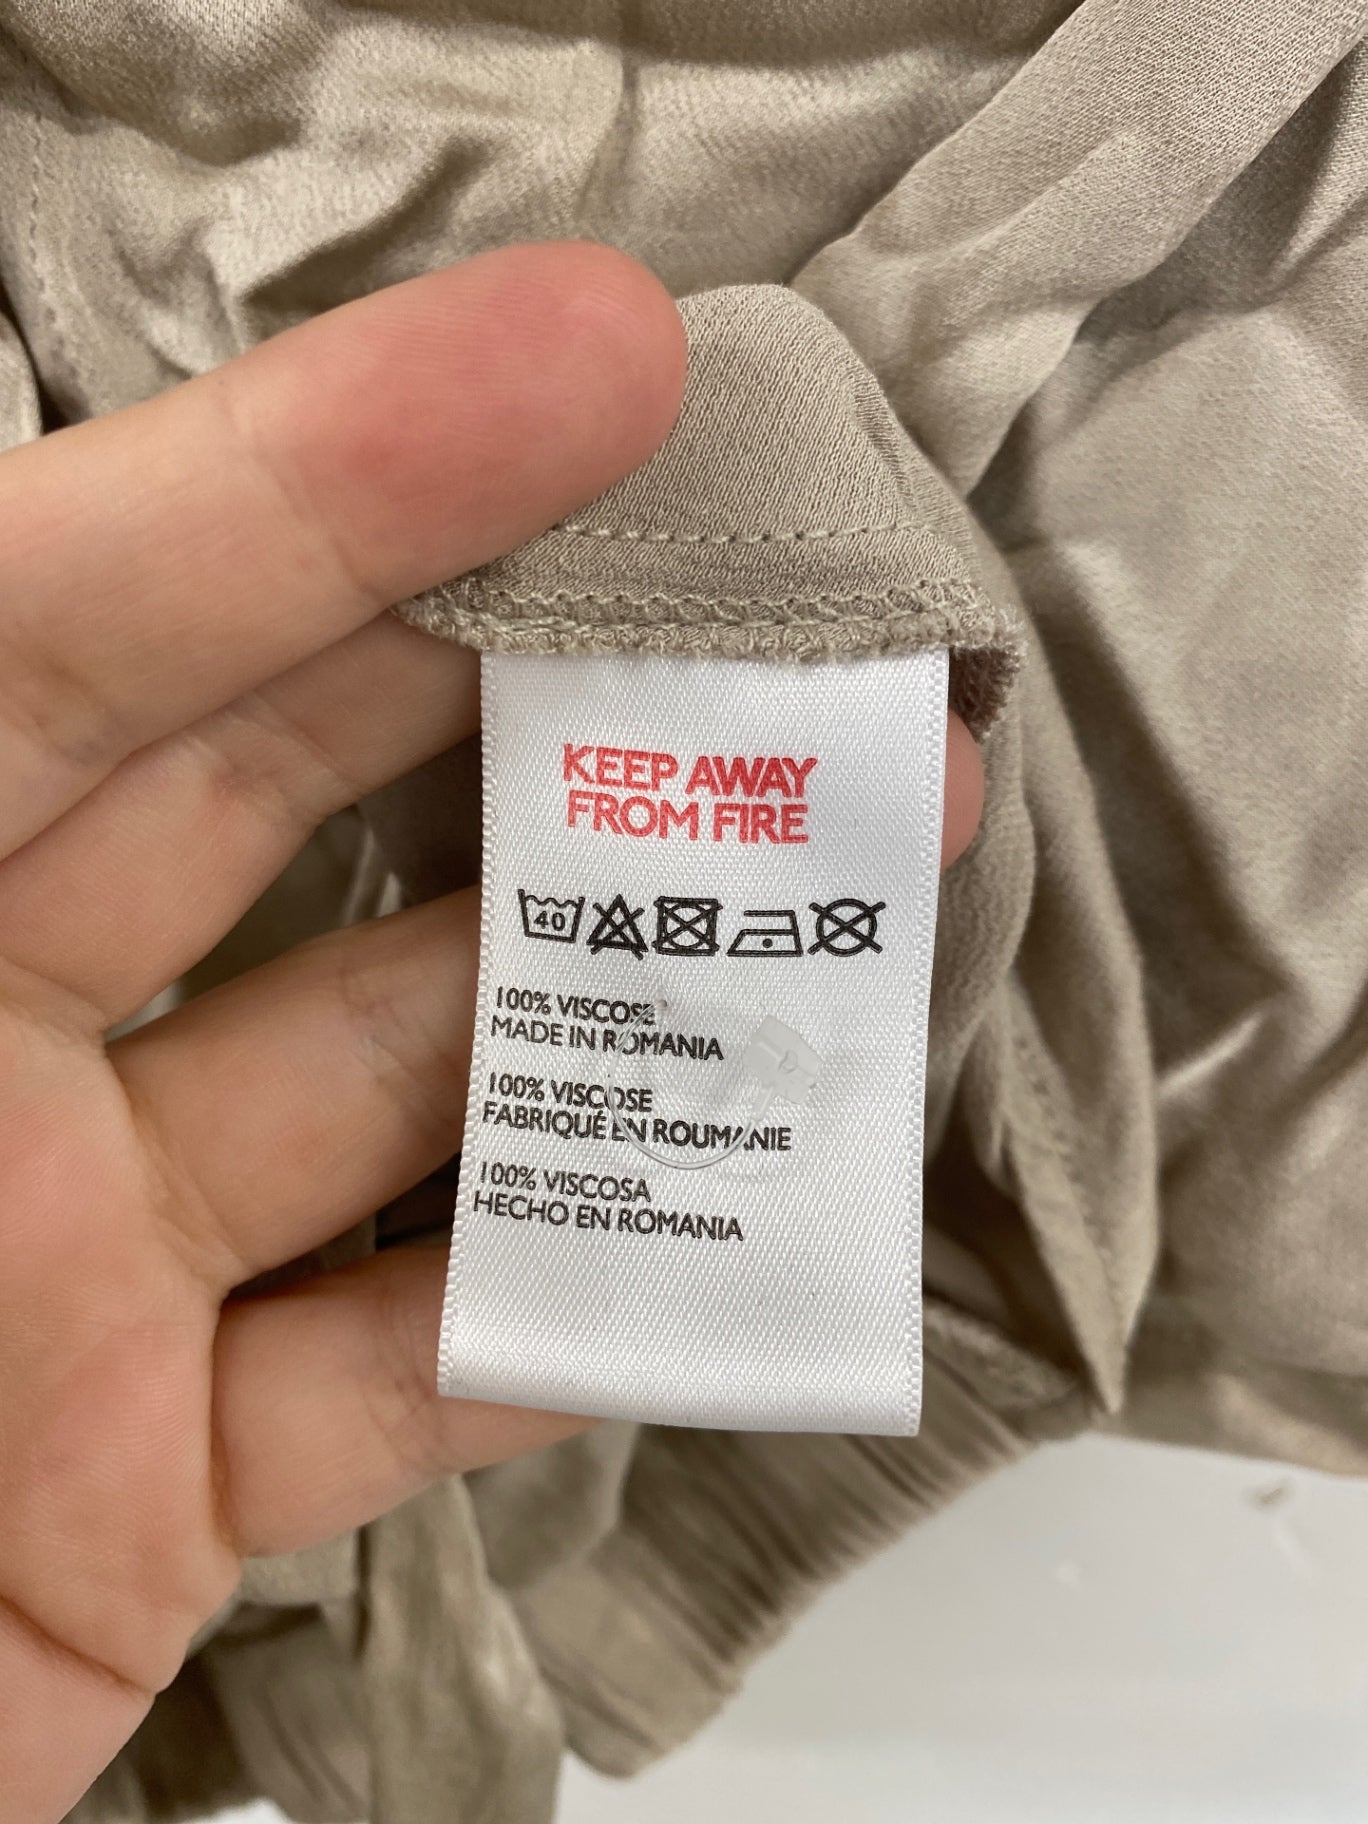 KEEP AWAY
FROM FIRE
40
100% VISCOSE
MADE IN ROMANIA
100% VISCOSE
FABRIQUÉ EN ROUMANIE
100% VISCOSA
HECHO EN ROMANIA